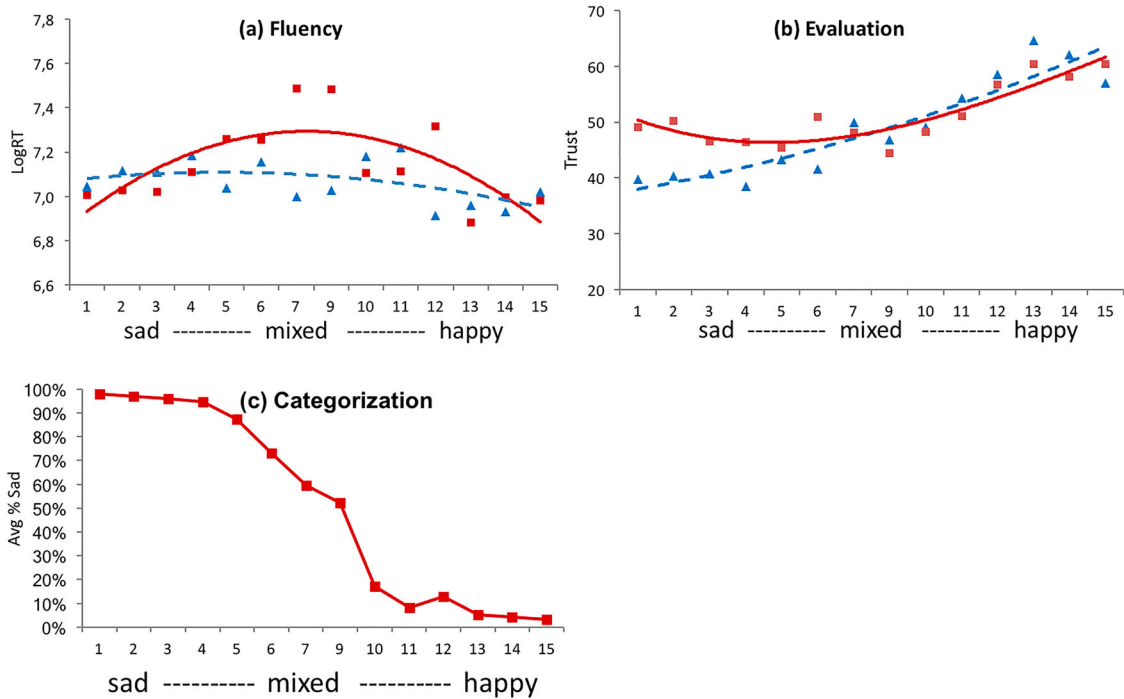 (a) Fluency
7,8
7,6
7,4
7,2
7,0
6,8
6,6
LogRT
1 2 3 4 5 6 7 9 10 11 12 13 14 15
sad ---------- mixed ---------- happy
(b) Evaluation
70
60
50
40
30
20
Trust
1 2 3 4 5 6 7 9 10 11 12 13 14 15
sad ---------- mixed ---------- happy
(c) Categorization
100%
90%
80%
70%
60%
50%
40%
30%
20%
10%
0%
Avg % Sad
1 2 3 4 5 6 7 9 10 11 12 13 14 15
sad ----------- mixed ----------- happy